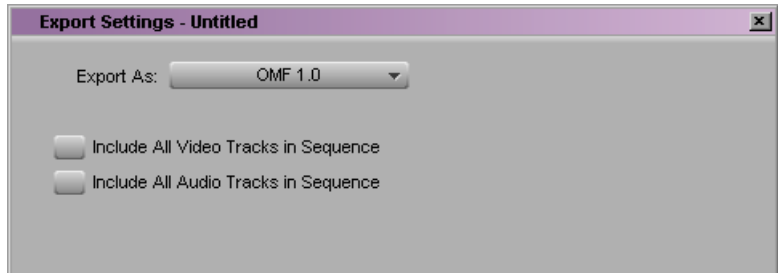 Export Settings - Untitled
Export As: OMF 1.0
Include All Video Tracks in Sequence
Include All Audio Tracks in Sequence